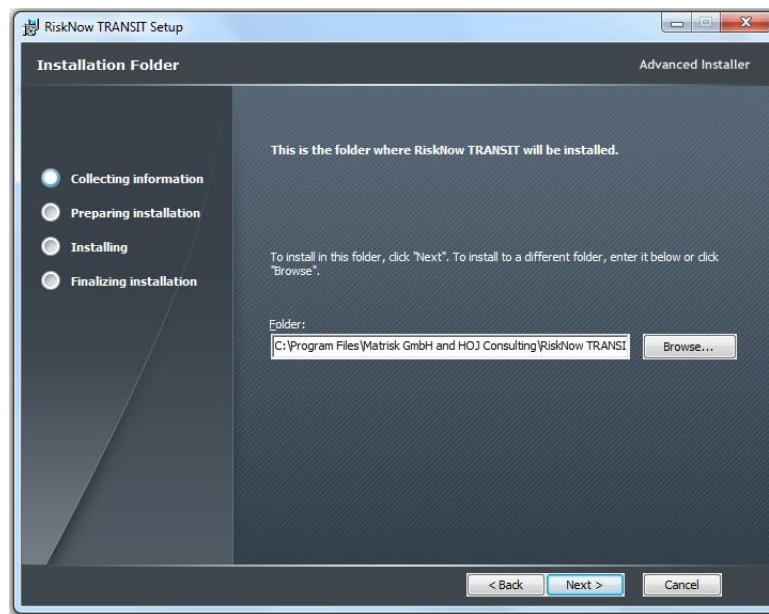 RiskNow TRANSIT Setup
Installation Folder
Advanced Installer
This is the folder where RiskNow TRANSIT will be installed.
Collecting information
Preparing installation
Installing
Finalizing installation
To install in this folder, click "Next". To install to a different folder, enter it below or click
"Browse".
Folder:
C:\Program Files\Matrisk GmbH and HOJ Consulting\RiskNow TRANSI
Browse...
< Back
Next >
Cancel